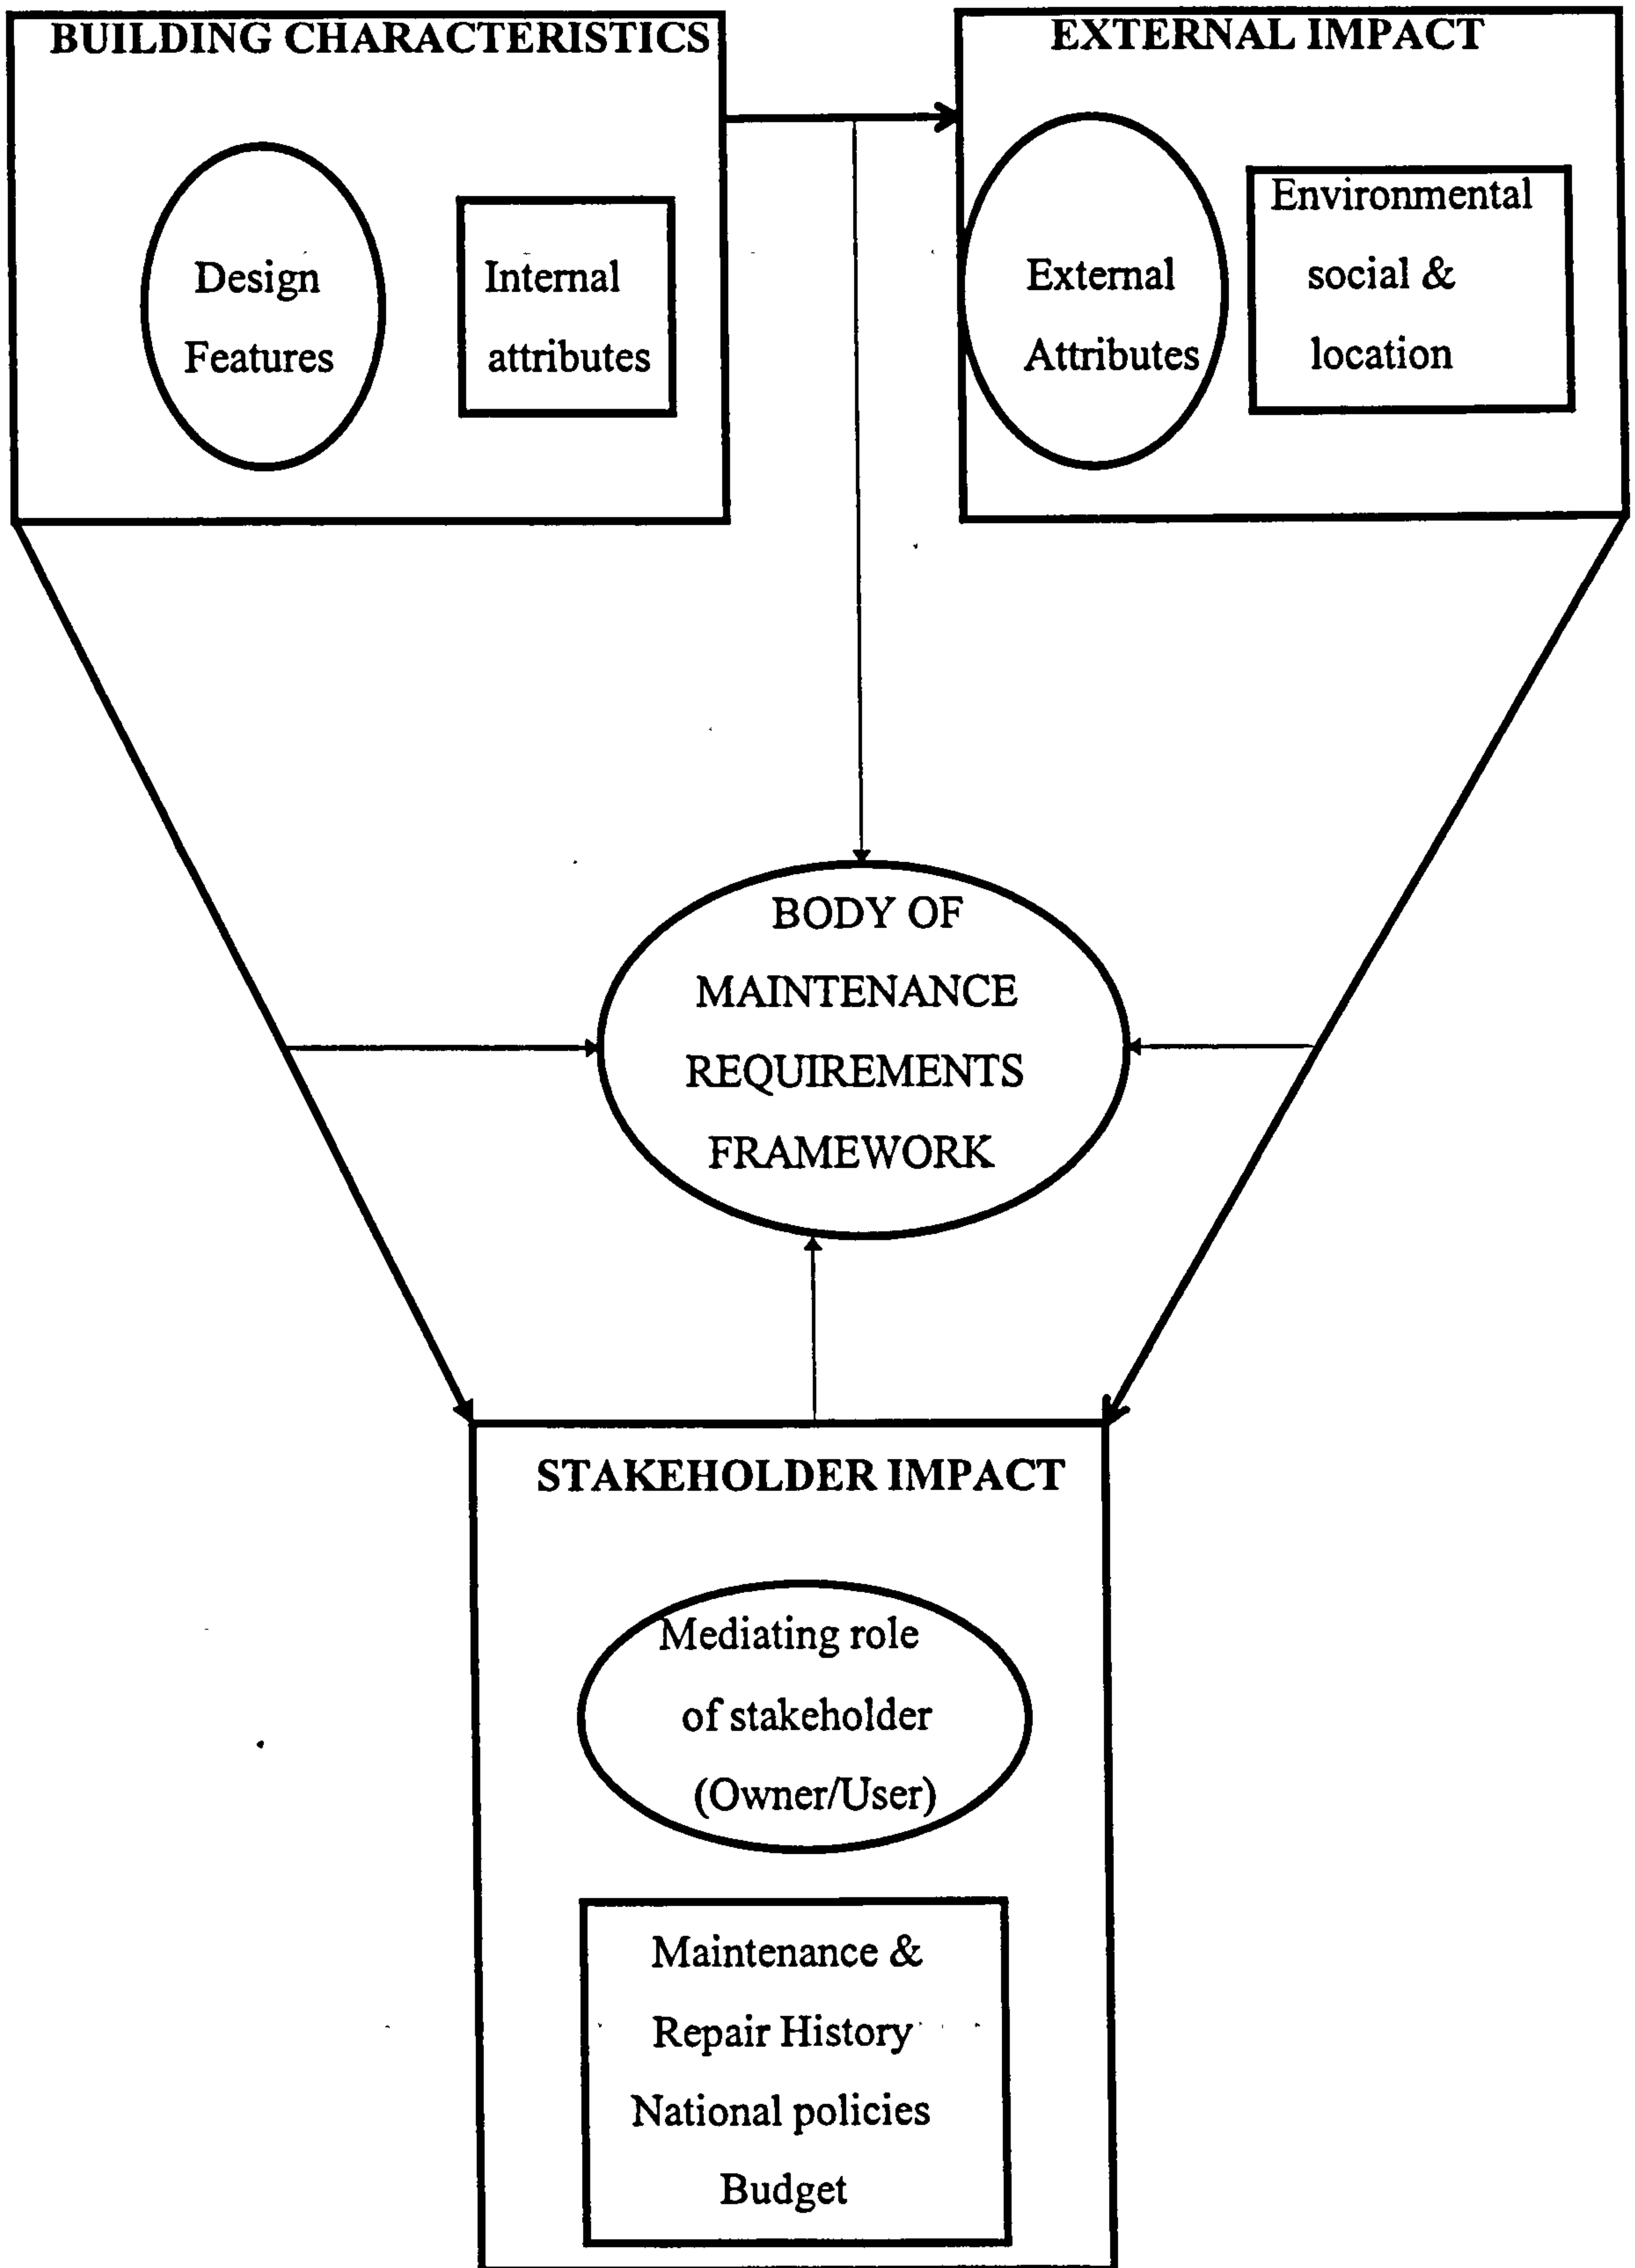 BUILDING CHARACTERISTICS
Design
Features
Internal
attributes
EXTERNAL IMPACT
External
Attributes
Environmental
social &
location
BODY OF
MAINTENANCE
REQUIREMENTS
FRAMEWORK
STAKEHOLDER IMPACT
Mediating role
of stakeholder
(Owner/User)
Maintenance &
Repair History
National policies
Budget